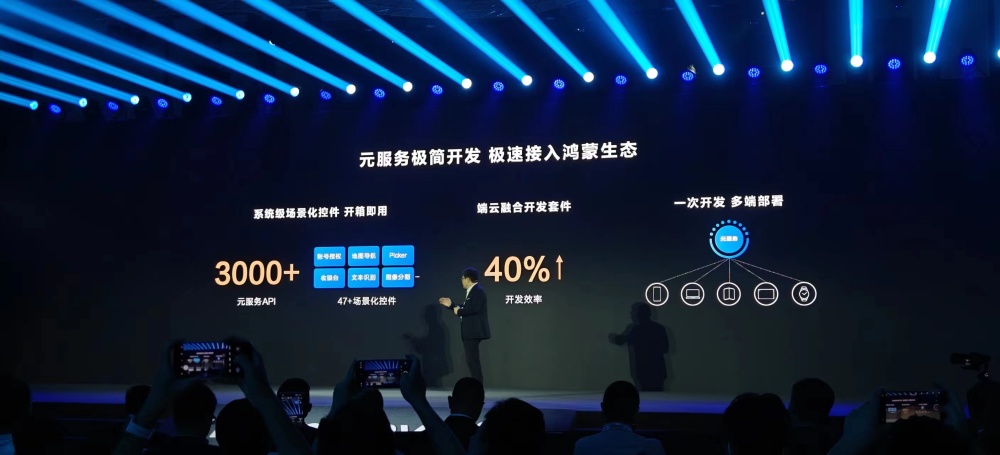 元服务极简开发 极速接入鸿蒙生态
系统级场景化控件 开箱即用
3000+
元服务API
账号授权 地图导航 Picker
收银台 文本识别 图像分割
47+场景化控件
端云融合开发套件
40%↑
开发效率
一次开发 多端部署
元服务